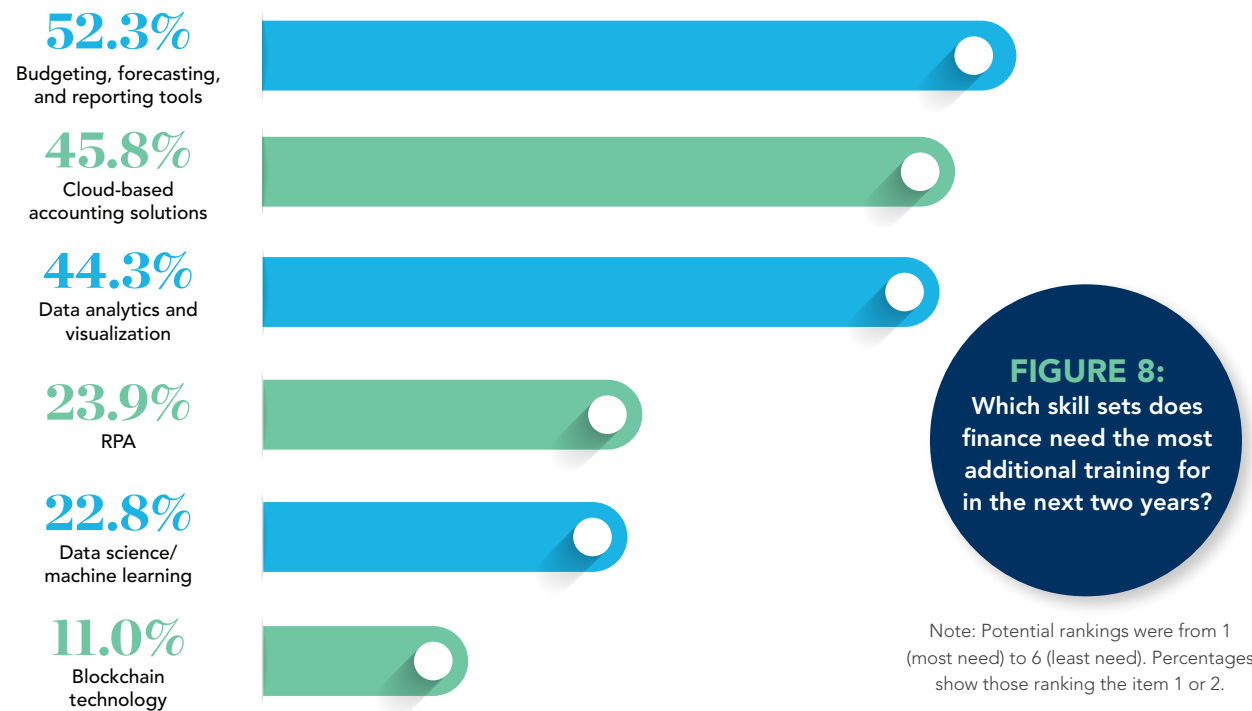 52.3%
Budgeting, forecasting,
and reporting tools
45.8%
Cloud-based
accounting solutions
44.3%
Data analytics and
visualization
23.9%
RPA
22.8%
Data science/
machine learning
11.0%
Blockchain
technology
FIGURE 8:
Which skill sets does
finance need the most
additional training for
in the next two years?
Note: Potential rankings were from 1
(most need) to 6 (least need). Percentages
show those ranking the item 1 or 2.